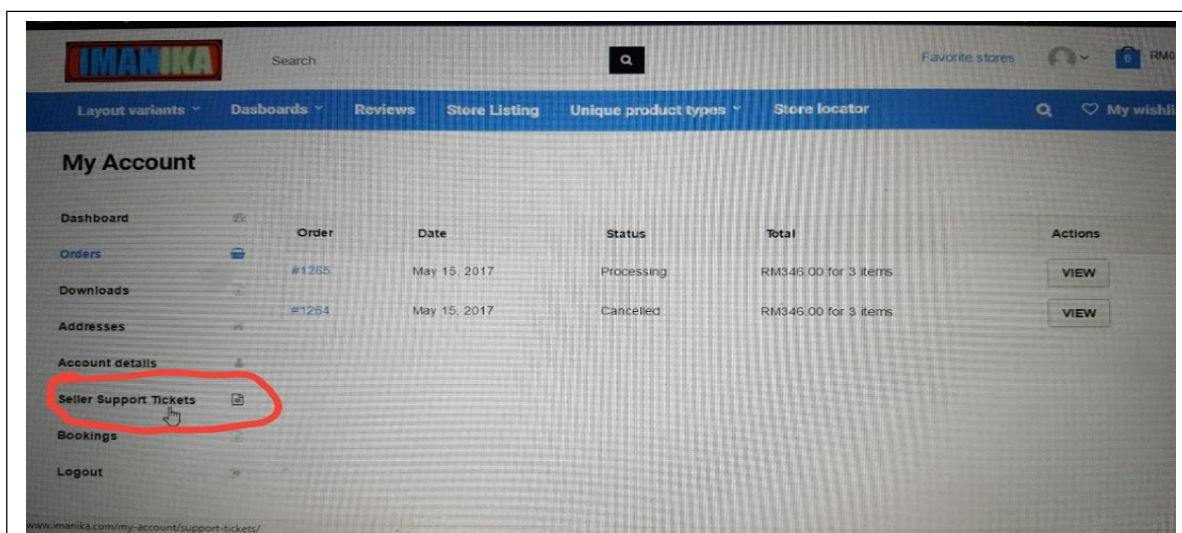 IMANIKA
Search
Favorite stores
0
RM0
Layout variants
Dasboards
Reviews
Store Listing
Unique product types
Store locator
My wishli
My Account
Dashboard
Orders
Downloads
Addresses
Account details
Seller Support Tickets
Bookings
Logout
Order Date Status Total Actions
#1265 May 15, 2017 Processing RM346.00 for 3 items VIEW
#1264 May 15, 2017 Cancelled RM346.00 for 3 items VIEW
www.imanika.com/my-account/support-tickets/